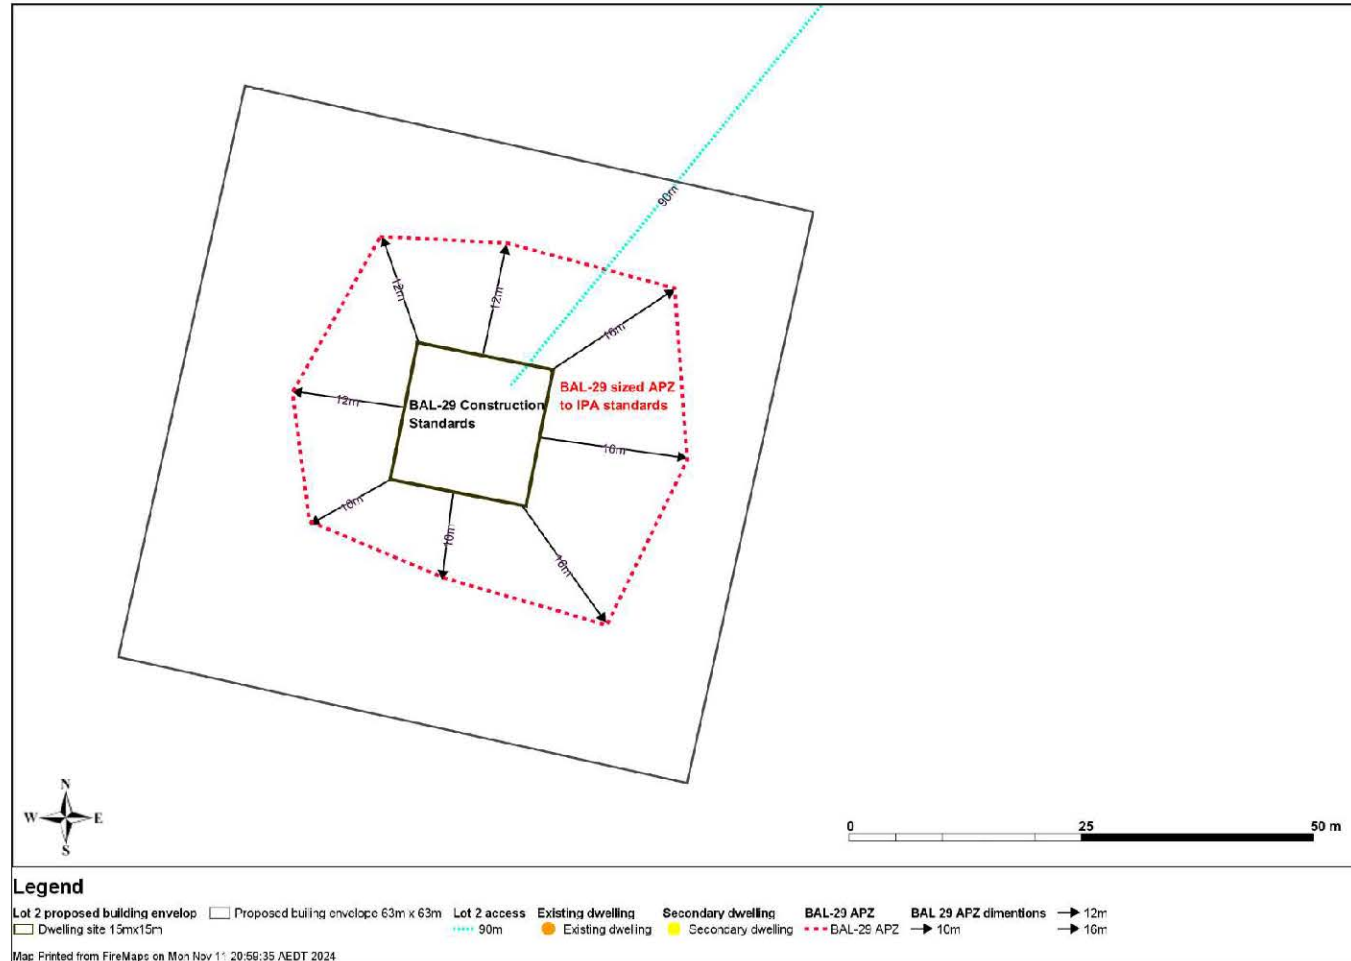 90m
12m
12m
16m
BAL-29 sized APZ
to IPA standards
12m
BAL-29 Construction
Standards
16m
10m
10m
16m
N
W E
S
0 25 50 m
Legend
Lot 2 proposed building envelop Proposed builing envelope 63m x 63m Lot 2 access Existing dwelling Secondary dwelling BAL-29 APZ BAL 29 APZ dimentions 12m
Dwelling site 15mx15m 90m Existing dwelling Secondary dwelling BAL-29 APZ 10m 16m
Map Printed from FireMaps on Mon Nov 11 20:59:35 AEDT 2024